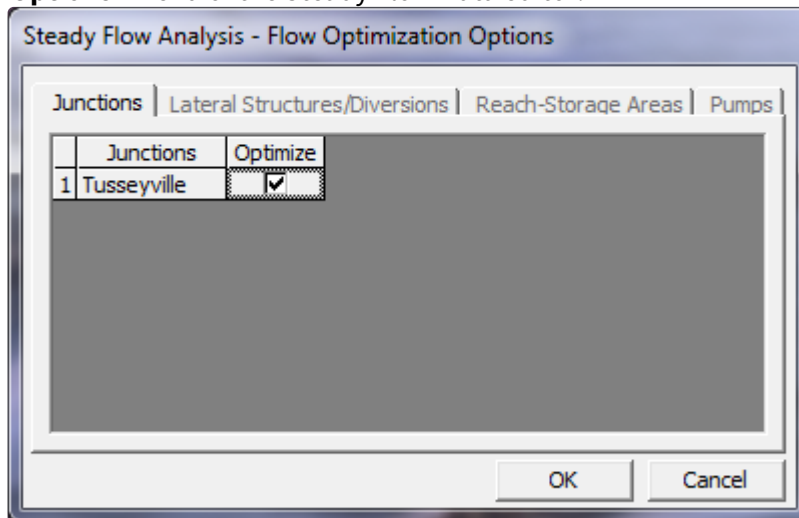 Steady Flow Analysis - Flow Optimization Options
Junctions Lateral Structures/Diversions Reach-Storage Areas Pumps
Junctions Optimize
1 Tusseyville
OK Cancel